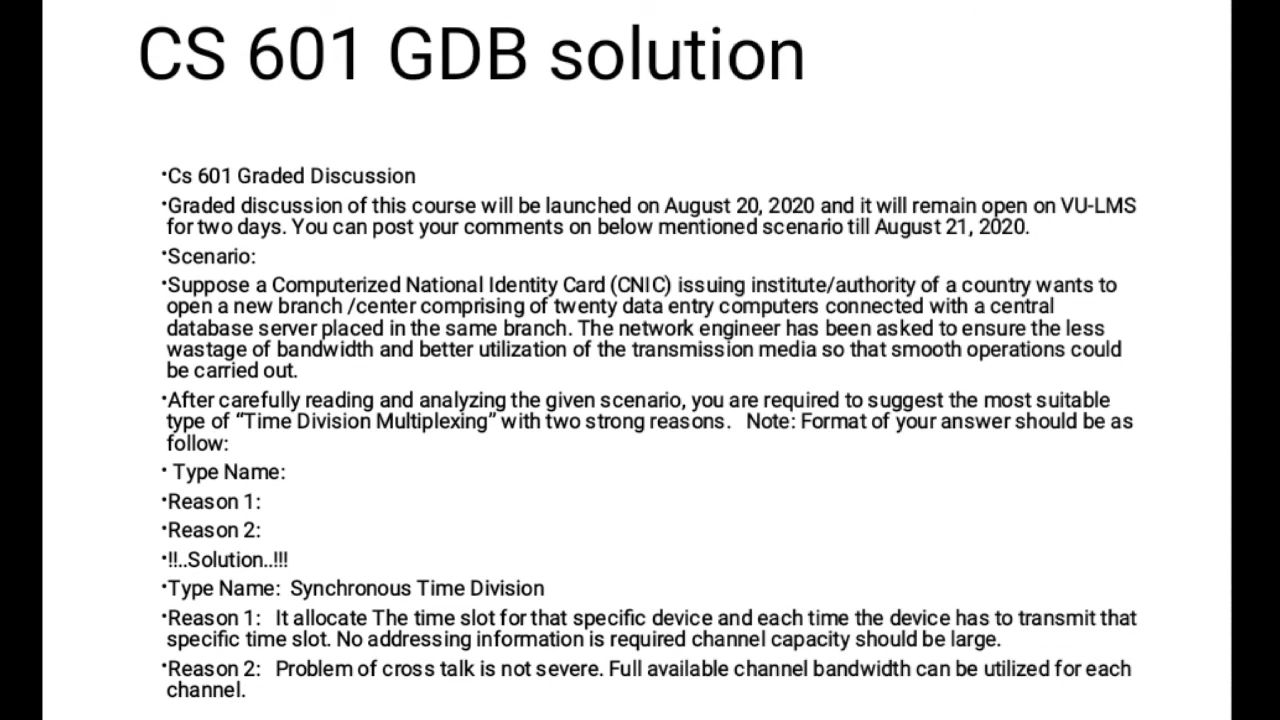 CS 601 GDB solution
•Cs 601 Graded Discussion
•Graded discussion of this course will be launched on August 20, 2020 and it will remain open on VU-LMS
for two days. You can post your comments on below mentioned scenario till August 21, 2020.
•Scenario:
•Suppose a Computerized National Identity Card (CNIC) issuing institute/authority of a country wants to
open a new branch /center comprising of twenty data entry computers connected with a central
database server placed in the same branch. The network engineer has been asked to ensure the less
wastage of bandwidth and better utilization of the transmission media so that smooth operations could
be carried out.
•After carefully reading and analyzing the given scenario, you are required to suggest the most suitable
type of “Time Division Multiplexing” with two strong reasons.   Note: Format of your answer should be as
follow:
• Type Name:
•Reason 1:
•Reason 2:
•!!..Solution..!!!
•Type Name:  Synchronous Time Division
•Reason 1:   It allocate The time slot for that specific device and each time the device has to transmit that
specific time slot. No addressing information is required channel capacity should be large.
•Reason 2:   Problem of cross talk is not severe. Full available channel bandwidth can be utilized for each
channel.